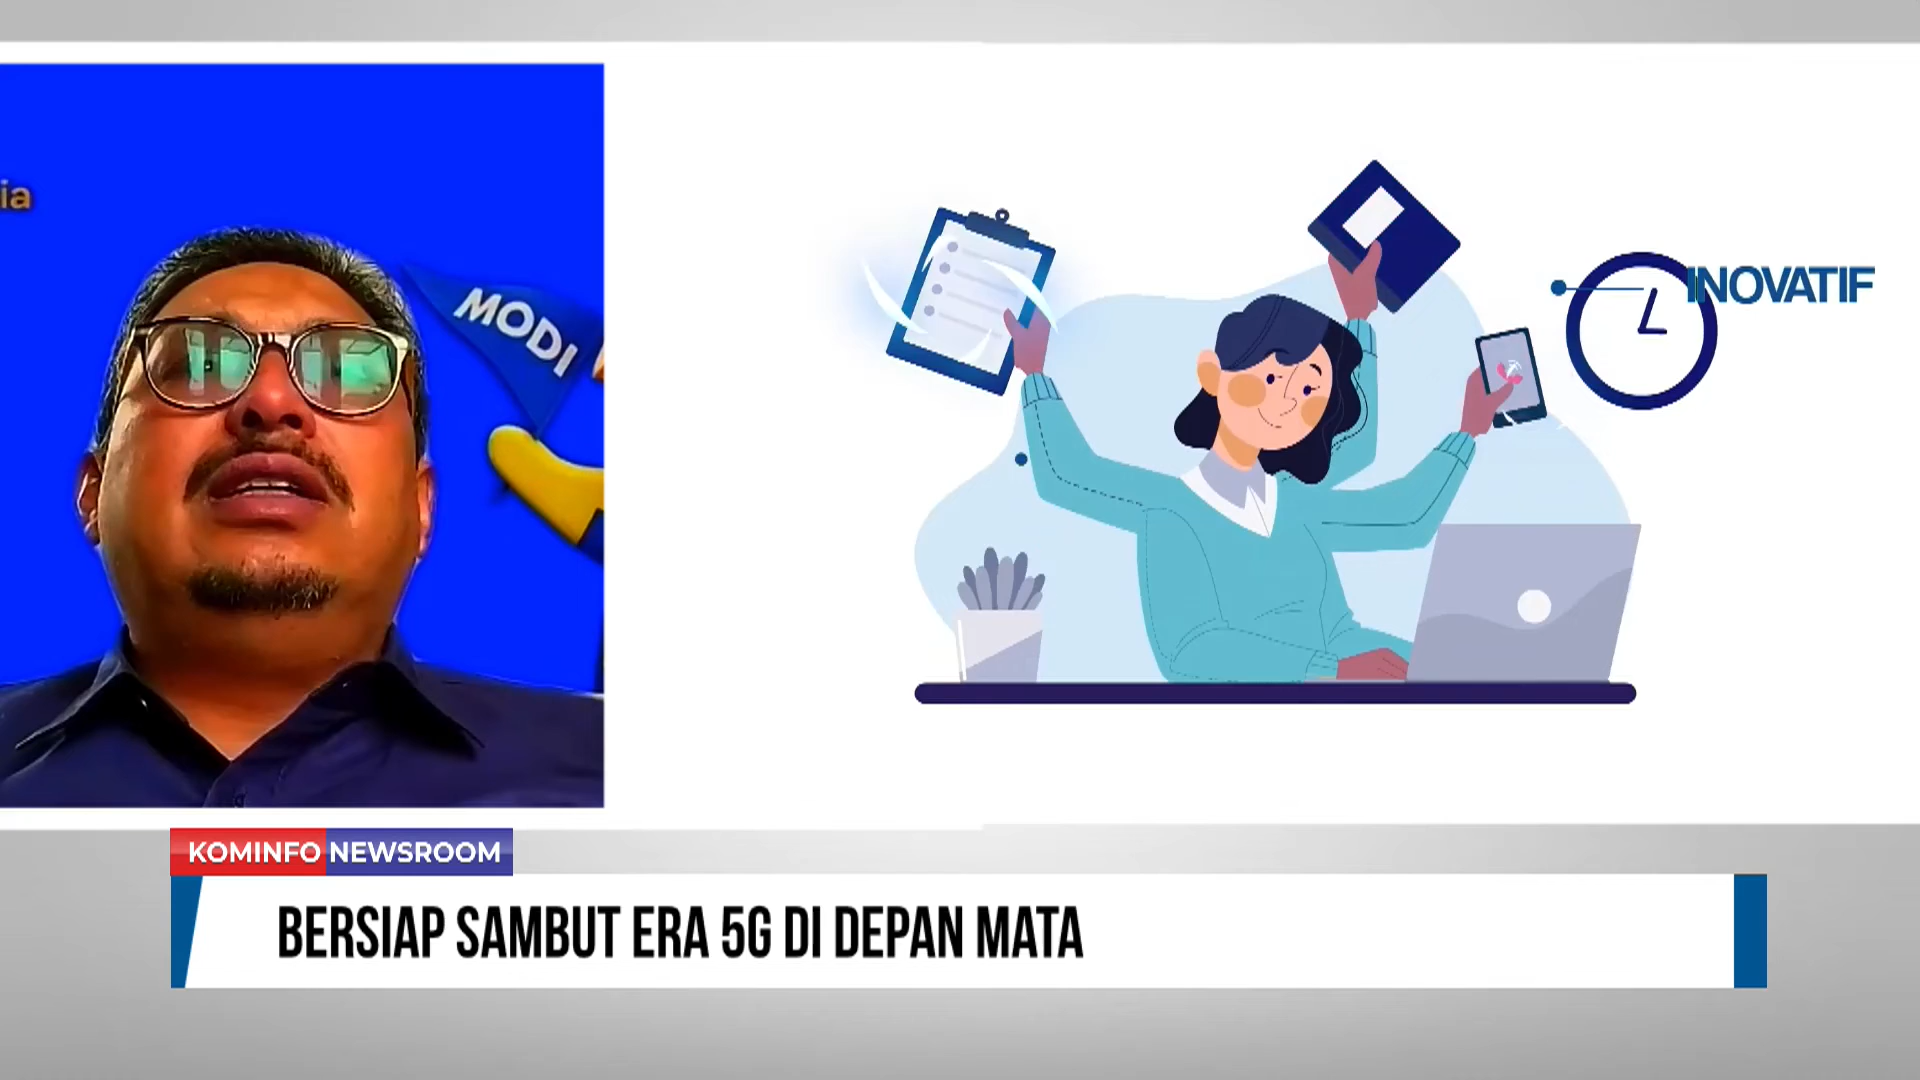 ia
MODI
INOVATIF
KOMINFO NEWSROOM
BERSIAP SAMBUT ERA 5G DI DEPAN MATA